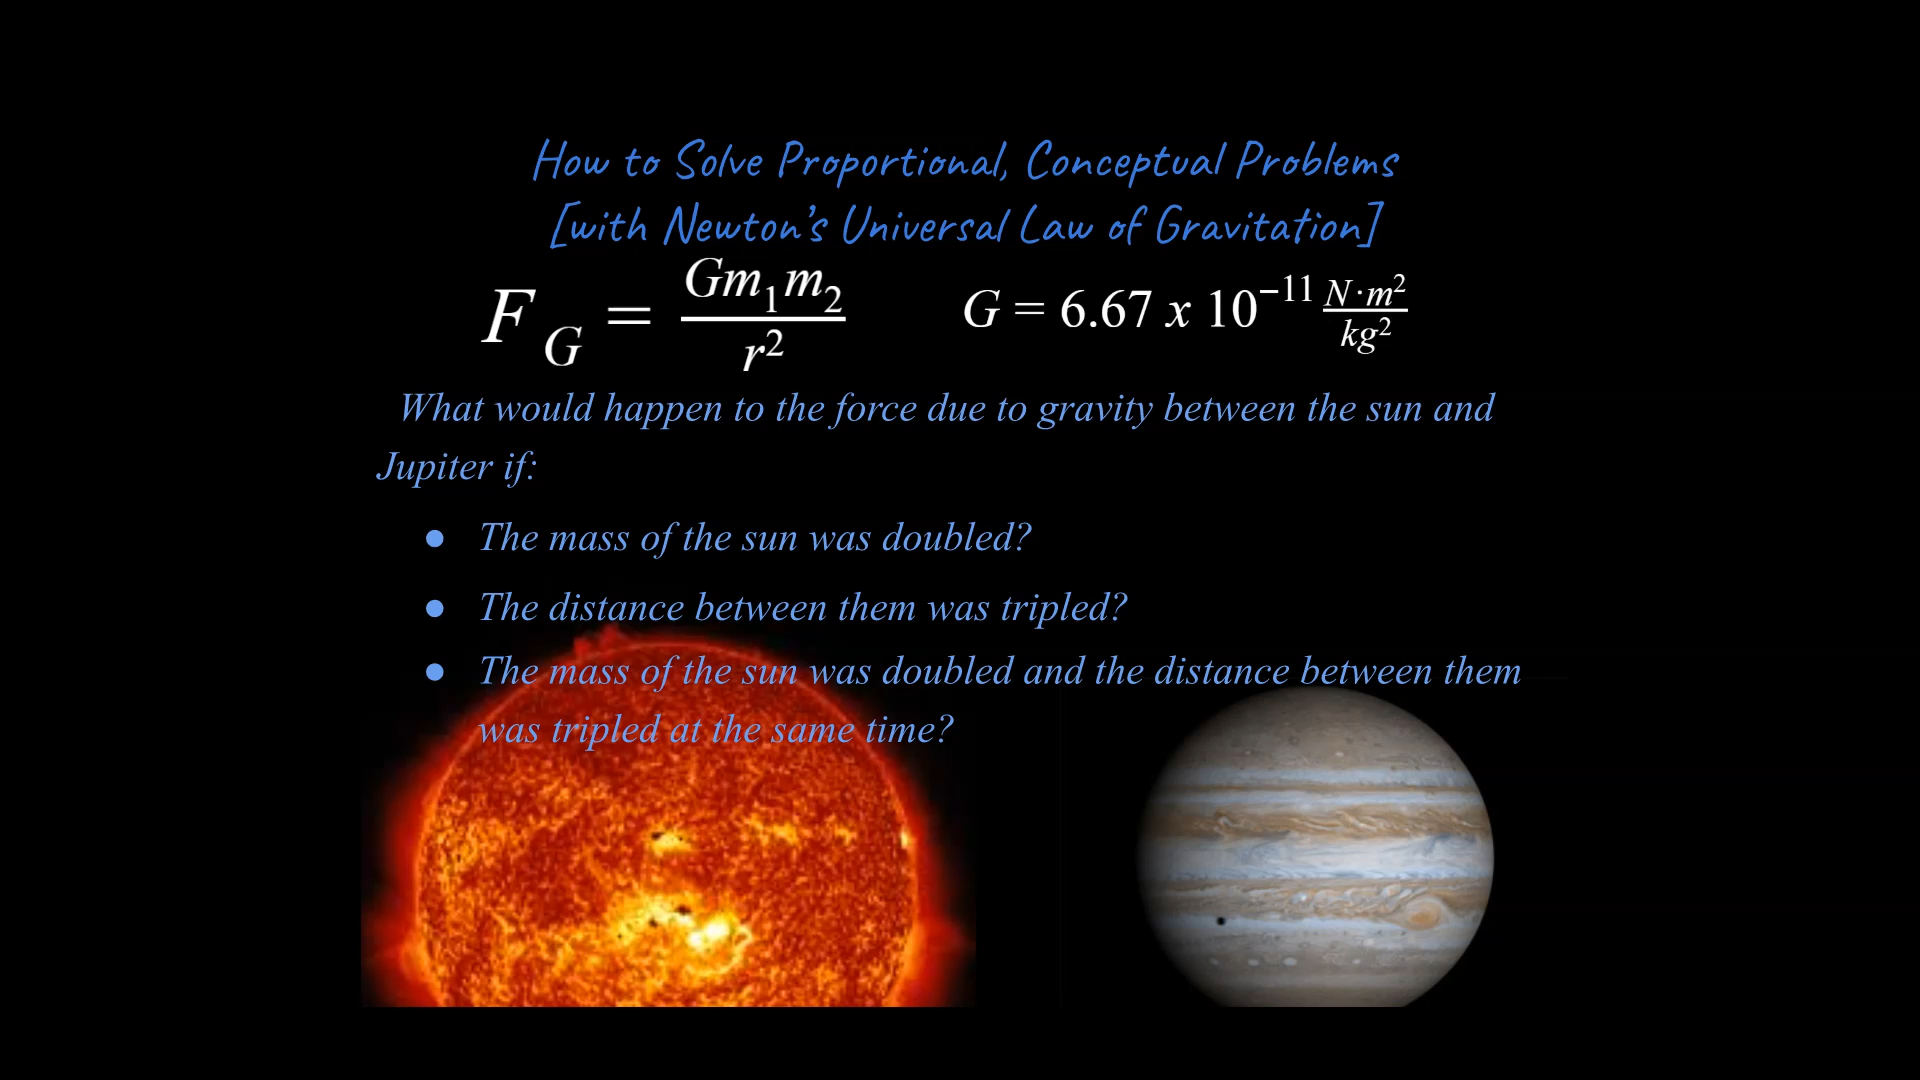 How to Solve Proportional, Conceptual Problems
[with Newton's Universal Law of Gravitation]
F_G = Gm₁m₂/r²   G = 6.67 x 10⁻¹¹ N·m²/kg²
What would happen to the force due to gravity between the sun and
Jupiter if:
● The mass of the sun was doubled?
● The distance between them was tripled?
● The mass of the sun was doubled and the distance between them
was tripled at the same time?